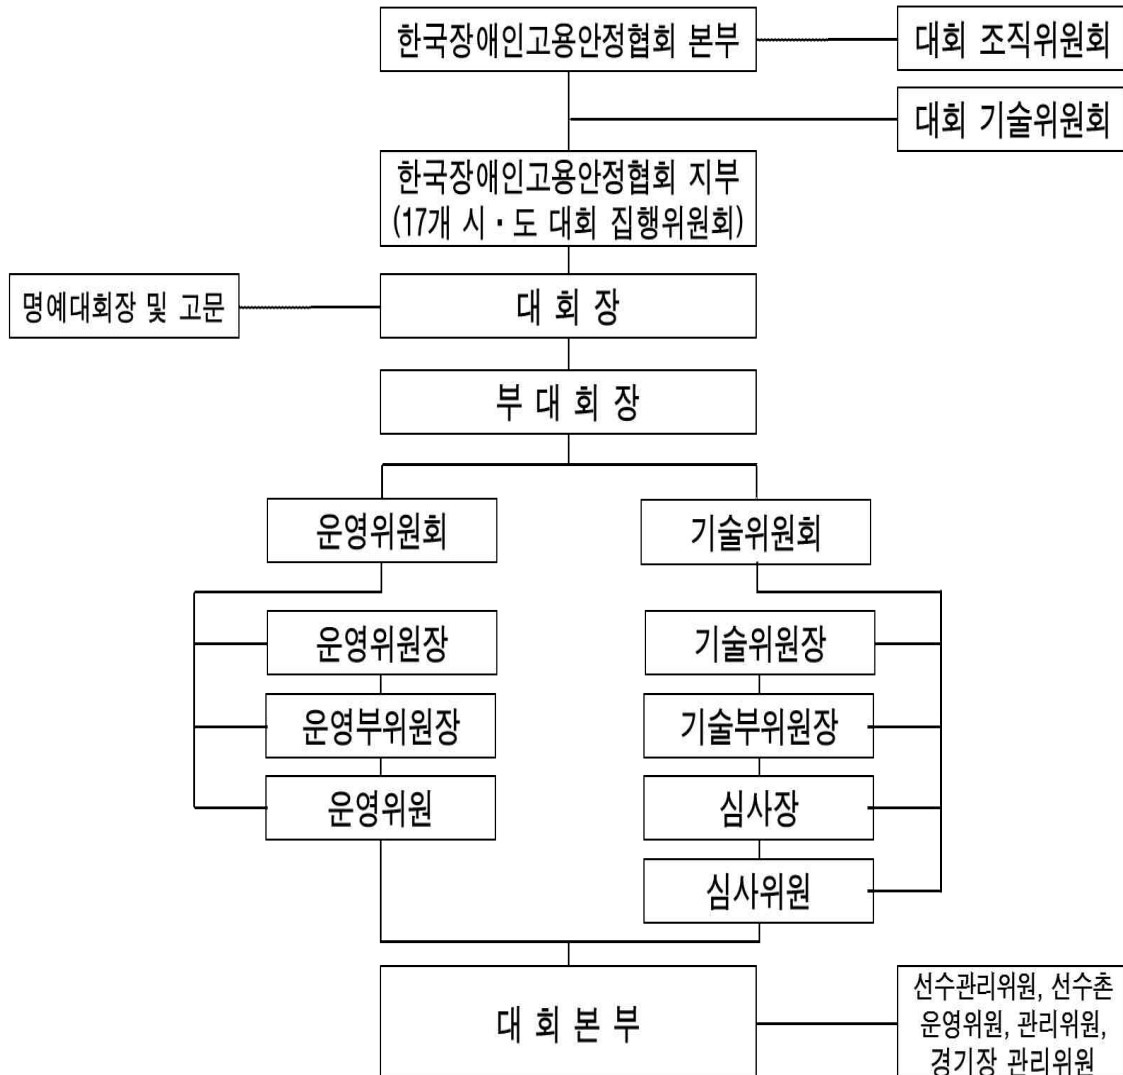 한국장애인고용안정협회 본부
대회 조직위원회
대회 기술위원회
한국장애인고용안정협회 지부
(17개 시·도 대회 집행위원회)
명예대회장 및 고문
대 회 장
부 대 회 장
운영위원회
기술위원회
운영위원장
기술위원장
운영부위원장
기술부위원장
운영위원
심사장
심사위원
대 회 본 부
선수관리위원, 선수촌
운영위원, 관리위원,
경기장 관리위원